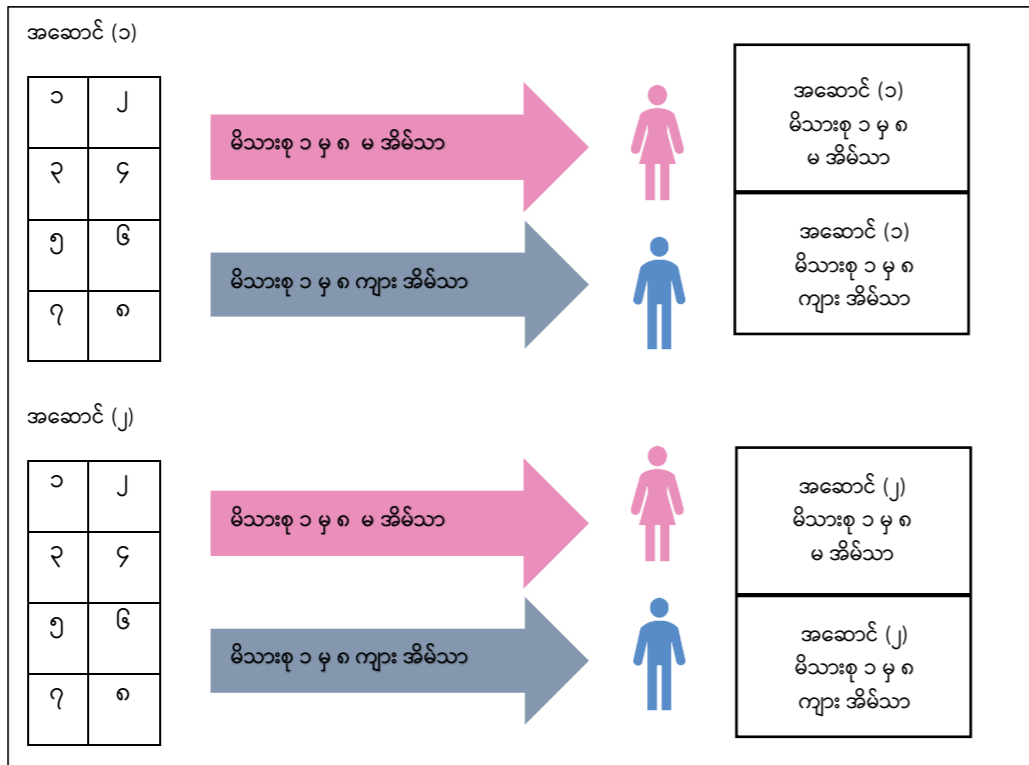 အဆောင် (၁)
၁ ၂
၃ ၄
၅ ၆
၇ ၈
မိသားစု ၁ မှ ၈ မ အိမ်သာ
မိသားစု ၁ မှ ၈ ကျား အိမ်သာ
အဆောင် (၁)
မိသားစု ၁ မှ ၈
မ အိမ်သာ
အဆောင် (၁)
မိသားစု ၁ မှ ၈
ကျား အိမ်သာ
အဆောင် (၂)
၁ ၂
၃ ၄
၅ ၆
၇ ၈
မိသားစု ၁ မှ ၈ မ အိမ်သာ
မိသားစု ၁ မှ ၈ ကျား အိမ်သာ
အဆောင် (၂)
မိသားစု ၁ မှ ၈
မ အိမ်သာ
အဆောင် (၂)
မိသားစု ၁ မှ ၈
ကျား အိမ်သာ